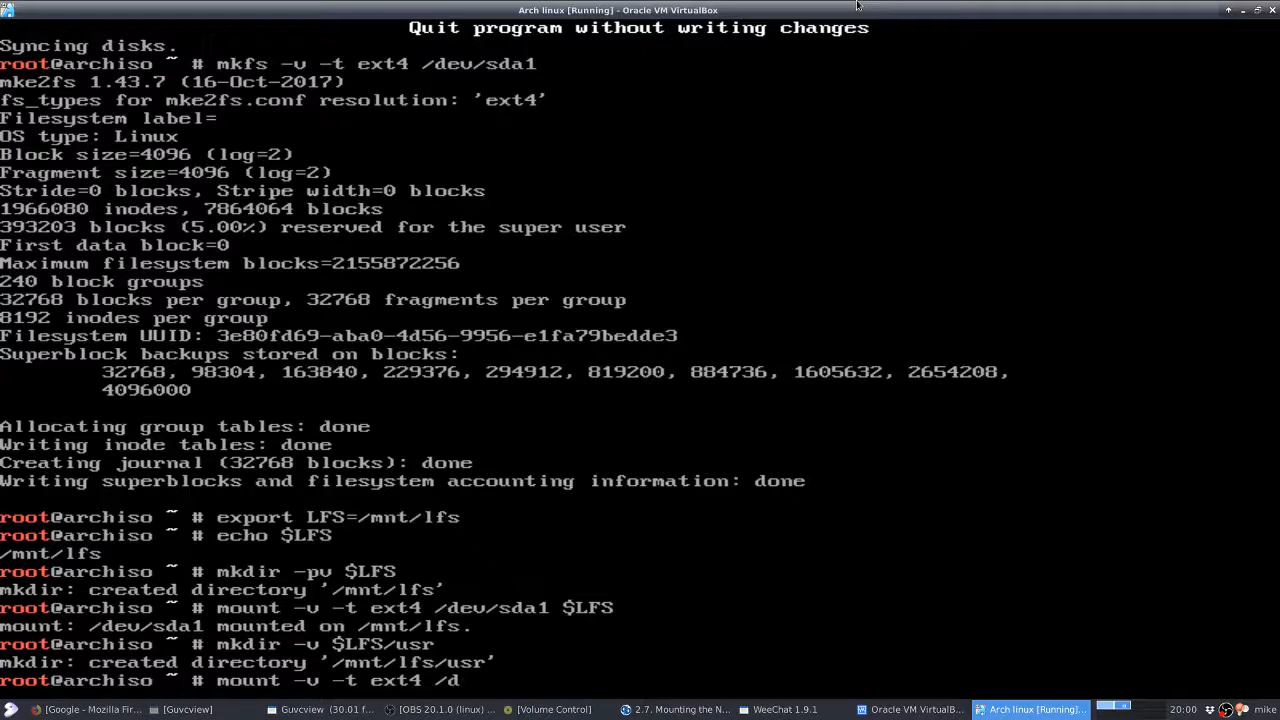 Arch linux [Running] - Oracle VM VirtualBox
Quit program without writing changes
Syncing disks.
root@archiso ~ # mkfs -v -t ext4 /dev/sda1
mke2fs 1.43.7 (16-Oct-2017)
fs_types for mke2fs.conf resolution: 'ext4'
Filesystem label=
OS type: Linux
Block size=4096 (log=2)
Fragment size=4096 (log=2)
Stride=0 blocks, Stripe width=0 blocks
1966080 inodes, 7864064 blocks
393203 blocks (5.00%) reserved for the super user
First data block=0
Maximum filesystem blocks=2155872256
240 block groups
32768 blocks per group, 32768 fragments per group
8192 inodes per group
Filesystem UUID: 3e80fd69-aba0-4d56-9956-e1fa79bedde3
Superblock backups stored on blocks:
32768, 98304, 163840, 229376, 294912, 819200, 884736, 1605632, 2654208,
4096000
Allocating group tables: done
Writing inode tables: done
Creating journal (32768 blocks): done
Writing superblocks and filesystem accounting information: done
root@archiso ~ # export LFS=/mnt/lfs
root@archiso ~ # echo $LFS
/mnt/lfs
root@archiso ~ # mkdir -pv $LFS
mkdir: created directory '/mnt/lfs'
root@archiso ~ # mount -v -t ext4 /dev/sda1 $LFS
mount: /dev/sda1 mounted on /mnt/lfs.
root@archiso ~ # mkdir -v $LFS/usr
mkdir: created directory '/mnt/lfs/usr'
root@archiso ~ # mount -v -t ext4 /d
[Google - Mozilla Fir... [Guvcview] Guvcview (30.01 f... [OBS 20.1.0 (linux) ... [Volume Control] 2.7. Mounting the N... WeeChat 1.9.1 Oracle VM VirtualB... Arch linux [Running]... 20:00 mike